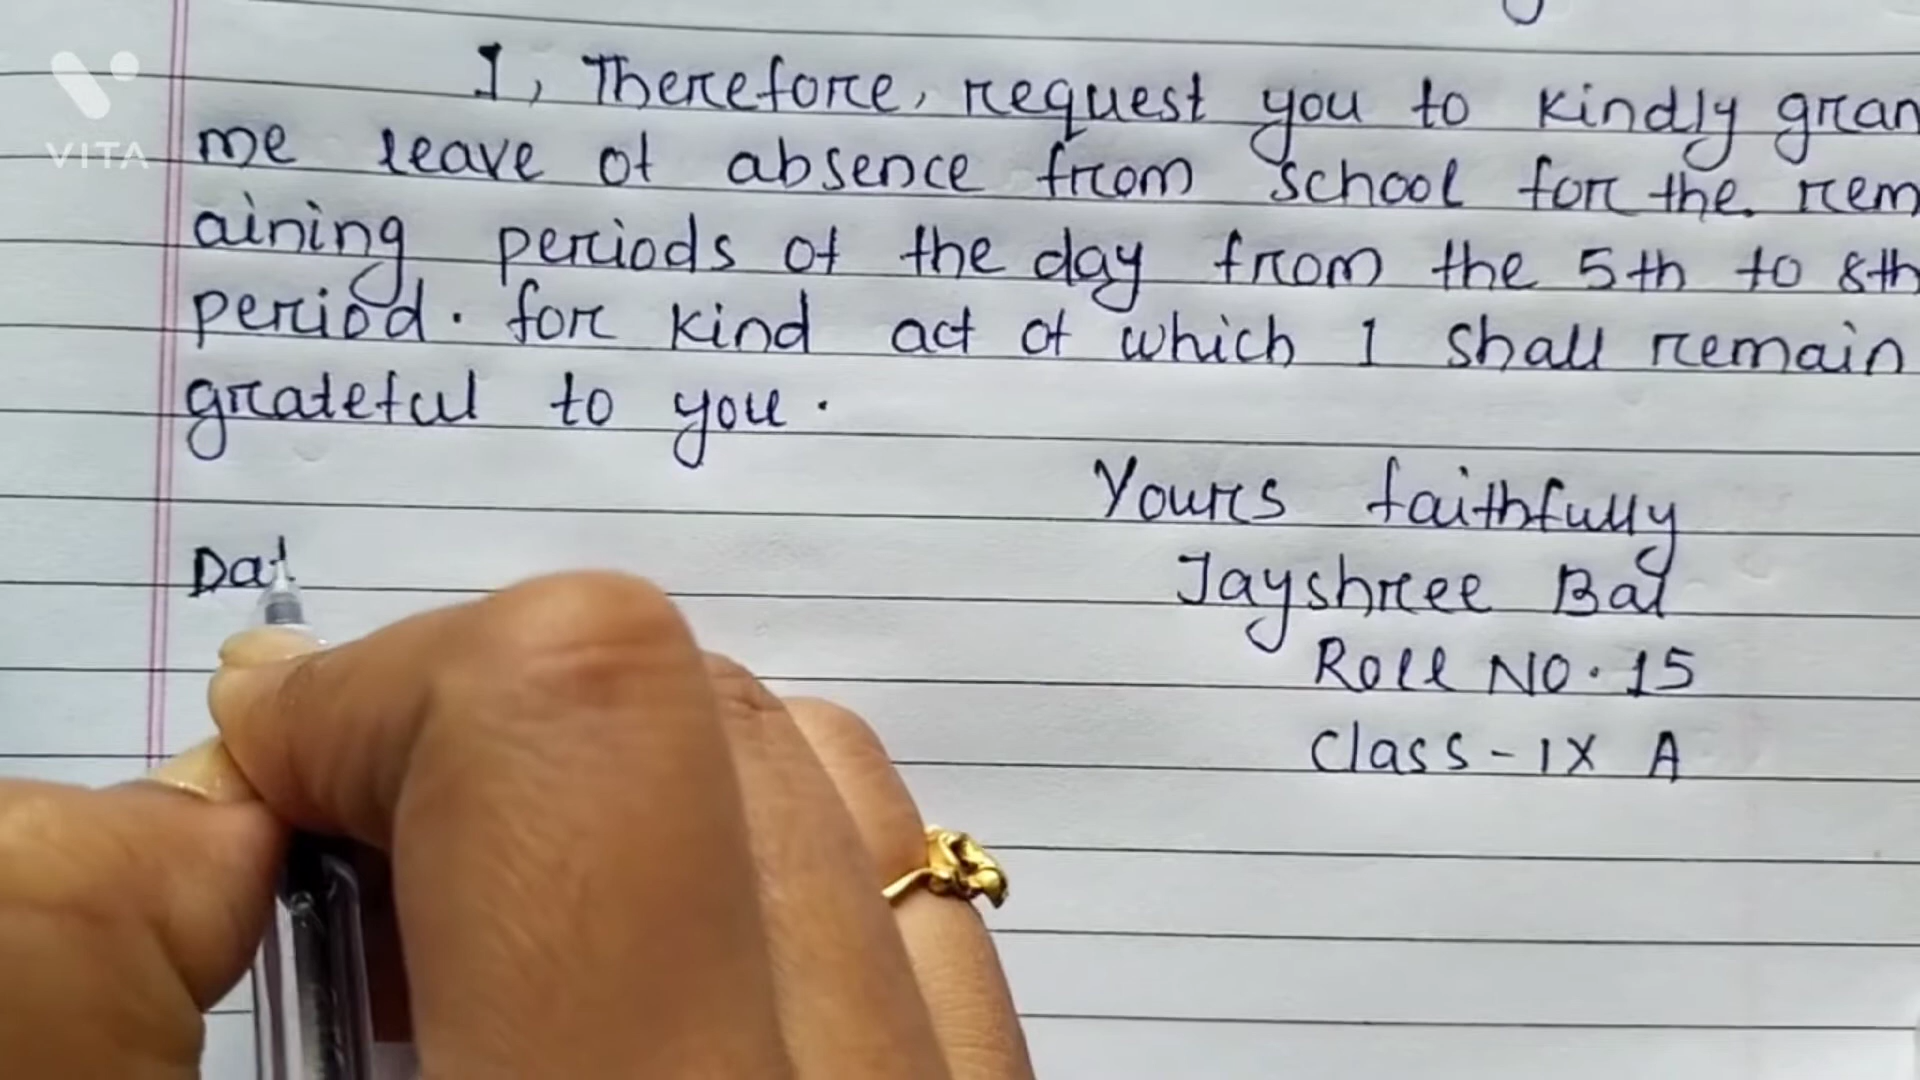 VITA
I, Therefore, request you to kindly gran
me leave of absence from school for the rem
aining periods of the day from the 5th to 8th
period. for kind act of which I shall remain
grateful to you.
Yours faithfully
Jayshree Bal
Roll No. 15
Class - IX A
Dat